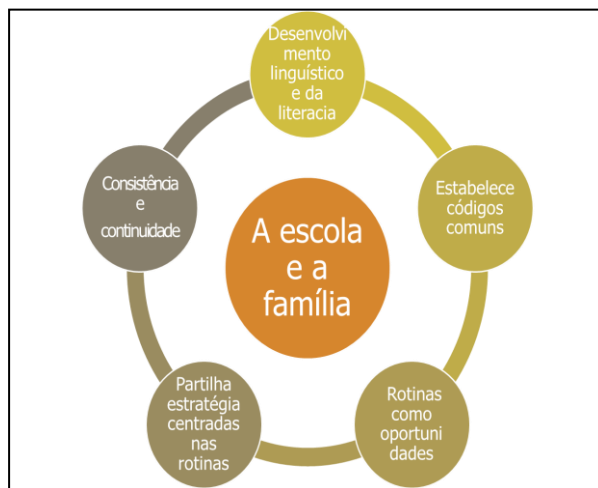 Desenvolvi
mento
linguístico
e da
literacia
Estabelece
códigos
comuns
Rotinas
como
oportuni
dades
Partilha
estratégia
centradas
nas
rotinas
Consistência
e
continuidade
A escola
e a
família